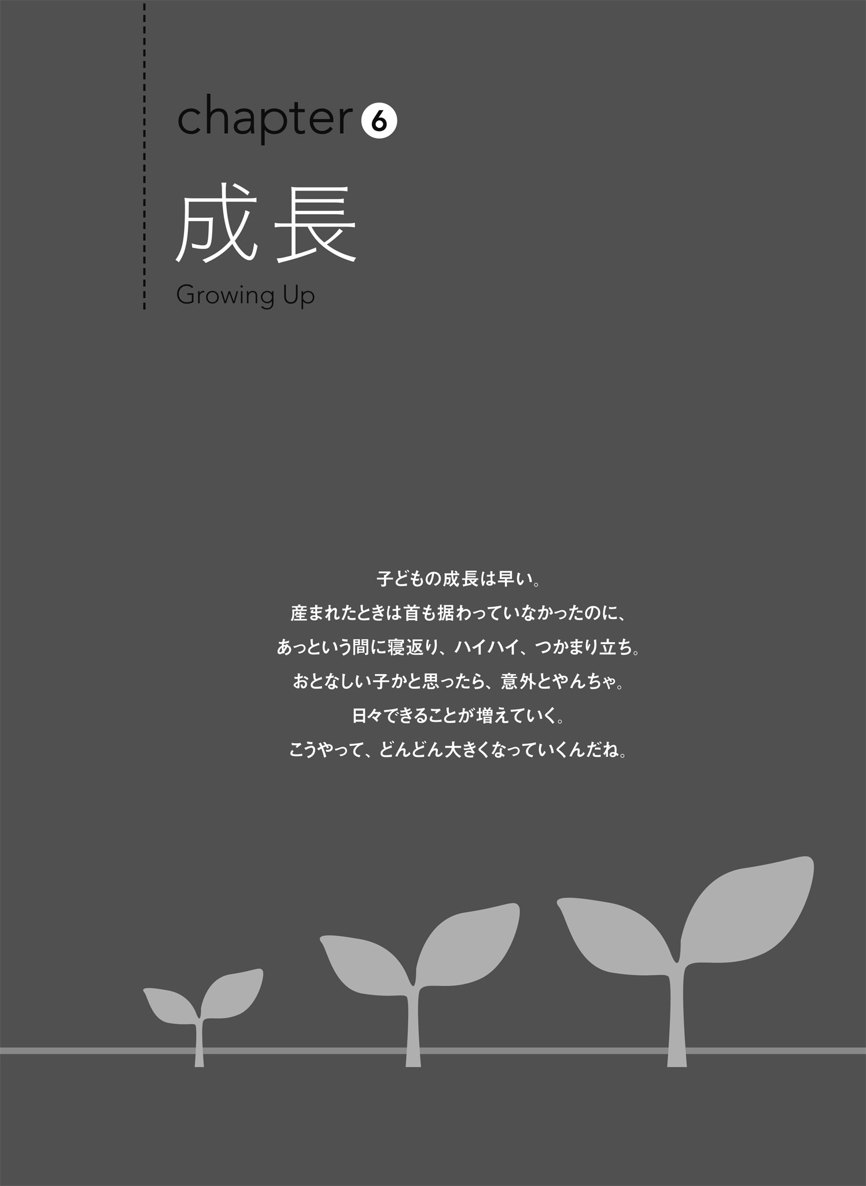 chapter 6
成長
Growing Up
子どもの成長は早い。
産まれたときは首も据わっていなかったのに、
あっという間に寝返り、ハイハイ、つかまり立ち。
おとなしい子かと思ったら、意外とやんちゃ。
日々できることが増えていく。
こうやって、どんどん大きくなっていくんだね。